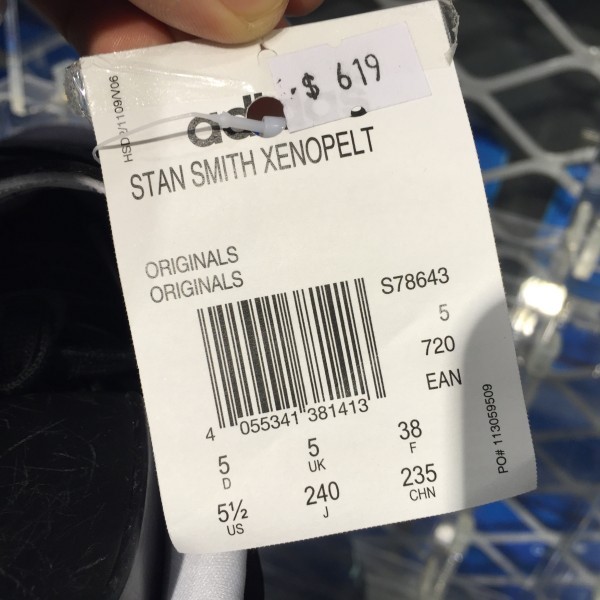 $ 619
ad
STAN SMITH XENOPELT
ORIGINALS
ORIGINALS
S78643
5
720
EAN
4 055341 381413
5 D
5 UK
38 F
5½ US
240 J
235 CHN
PO# 113059509